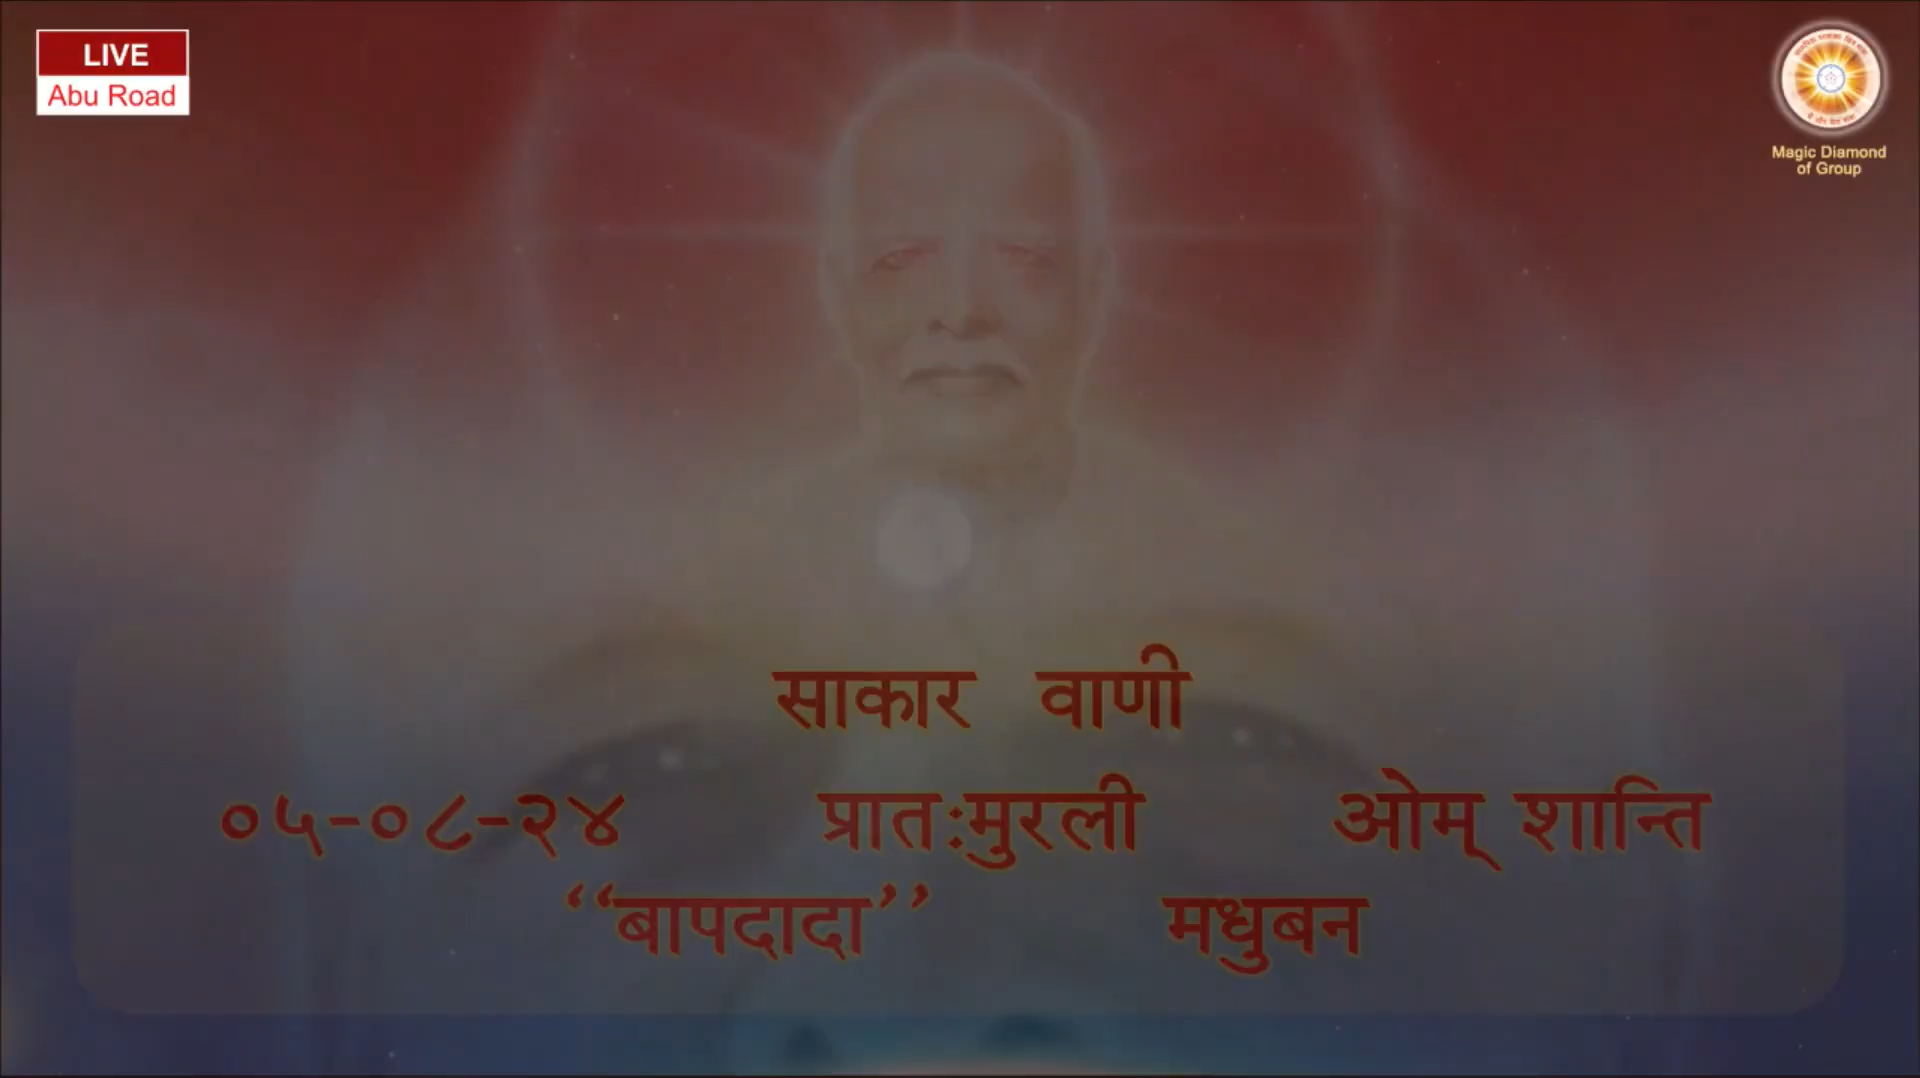 LIVE
Abu Road
Magic Diamond
of Group
साकार वाणी
०५-०८-२४ प्रात:मुरली ओम् शान्ति
‘‘बापदादा’’ मधुबन